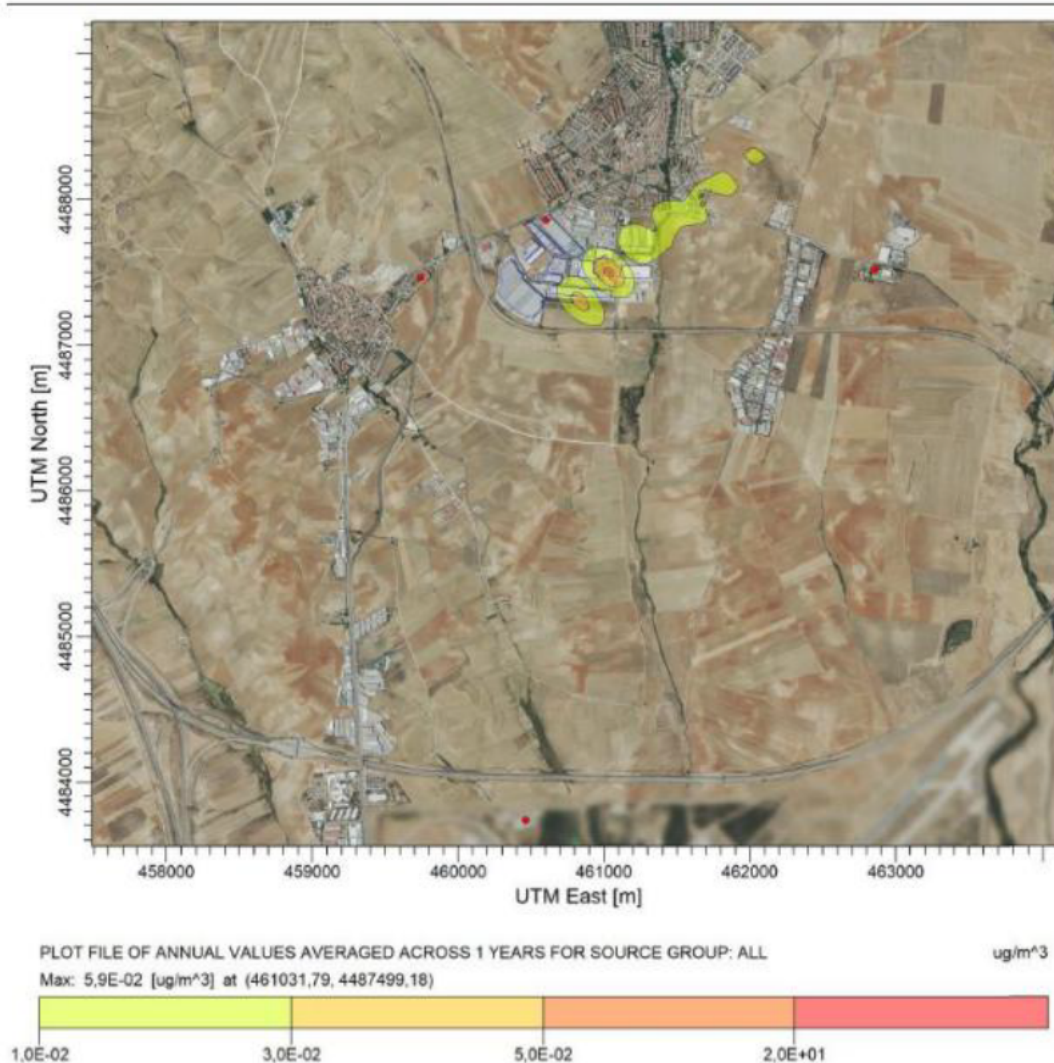 4488000
4487000
4486000
4485000
4484000
UTM North [m]
458000 459000 460000 461000 462000 463000
UTM East [m]
PLOT FILE OF ANNUAL VALUES AVERAGED ACROSS 1 YEARS FOR SOURCE GROUP: ALL ug/m^3
Max: 5,9E-02 [ug/m^3] at (461031,79, 4487499,18)
1,0E-02 3,0E-02 5,0E-02 2,0E+01